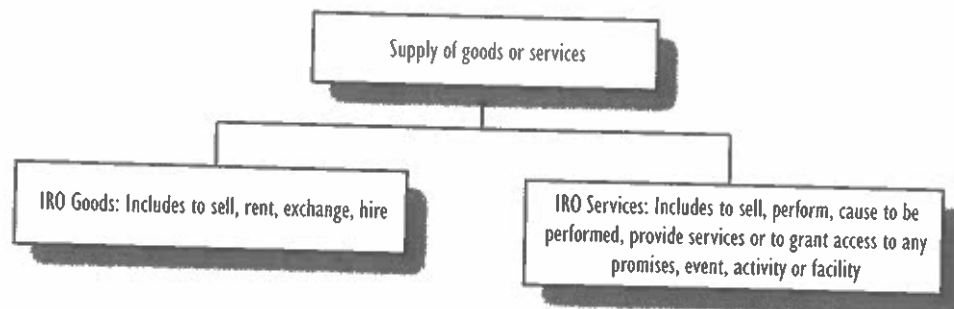 Supply of goods or services
IRO Goods: Includes to sell, rent, exchange, hire
IRO Services: Includes to sell, perform, cause to be
performed, provide services or to grant access to any
promises, event, activity or facility